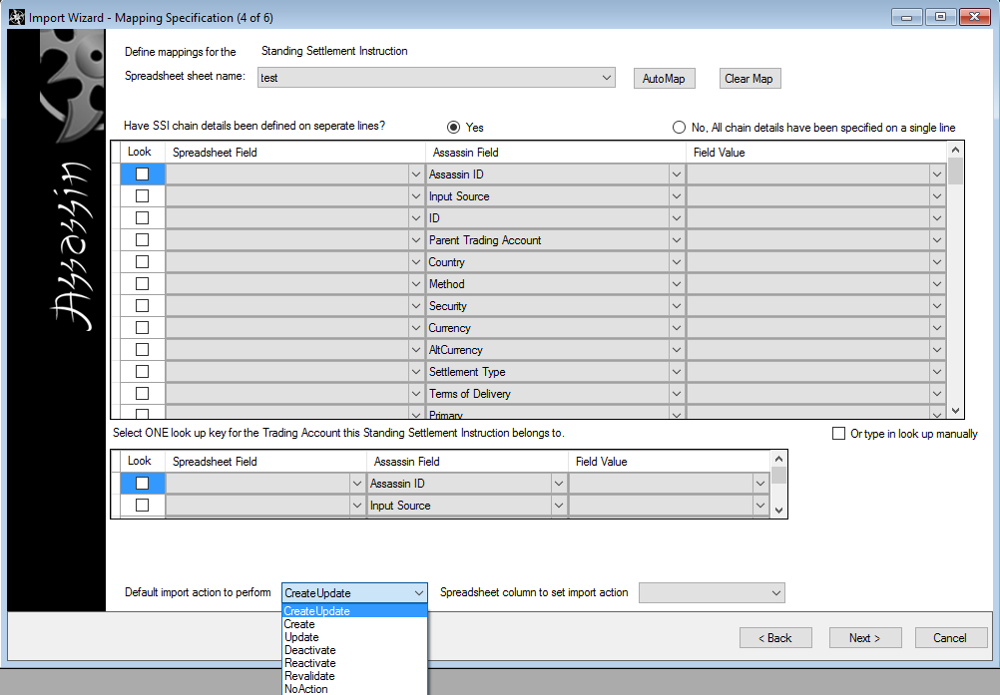 Import Wizard - Mapping Specification (4 of 6)
Assassin
Define mappings for the Standing Settlement Instruction
Spreadsheet sheet name: test AutoMap Clear Map
Have SSI chain details been defined on seperate lines? Yes No, All chain details have been specified on a single line
Look Spreadsheet Field Assassin Field Field Value
Assassin ID
Input Source
ID
Parent Trading Account
Country
Method
Security
Currency
AltCurrency
Settlement Type
Terms of Delivery
Primary
Select ONE look up key for the Trading Account this Standing Settlement Instruction belongs to. Or type in look up manually
Look Spreadsheet Field Assassin Field Field Value
Assassin ID
Input Source
Default import action to perform CreateUpdate Spreadsheet column to set import action
CreateUpdate
Create
Update
Deactivate
Reactivate
Revalidate
NoAction
< Back Next > Cancel